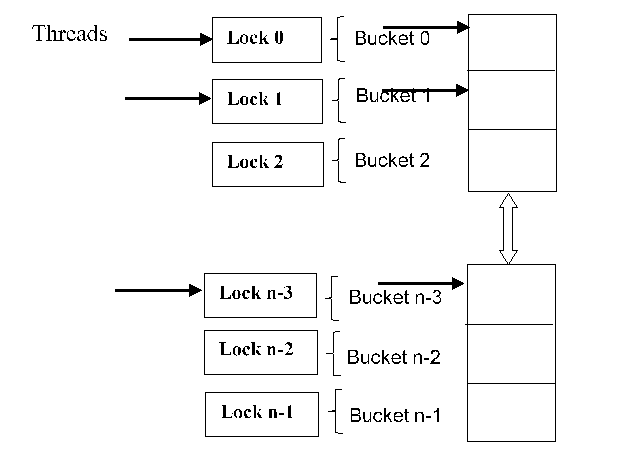 Threads Lock 0 Bucket 0
Lock 1 Bucket 1
Lock 2 Bucket 2
Lock n-3 Bucket n-3
Lock n-2 Bucket n-2
Lock n-1 Bucket n-1